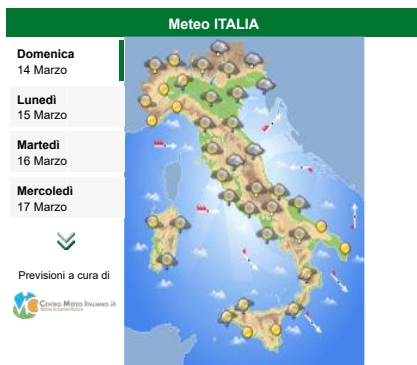 Meteo ITALIA
Domenica
14 Marzo
Lunedì
15 Marzo
Martedì
16 Marzo
Mercoledì
17 Marzo
Previsioni a cura di
CENTRO METEO ITALIANO.it